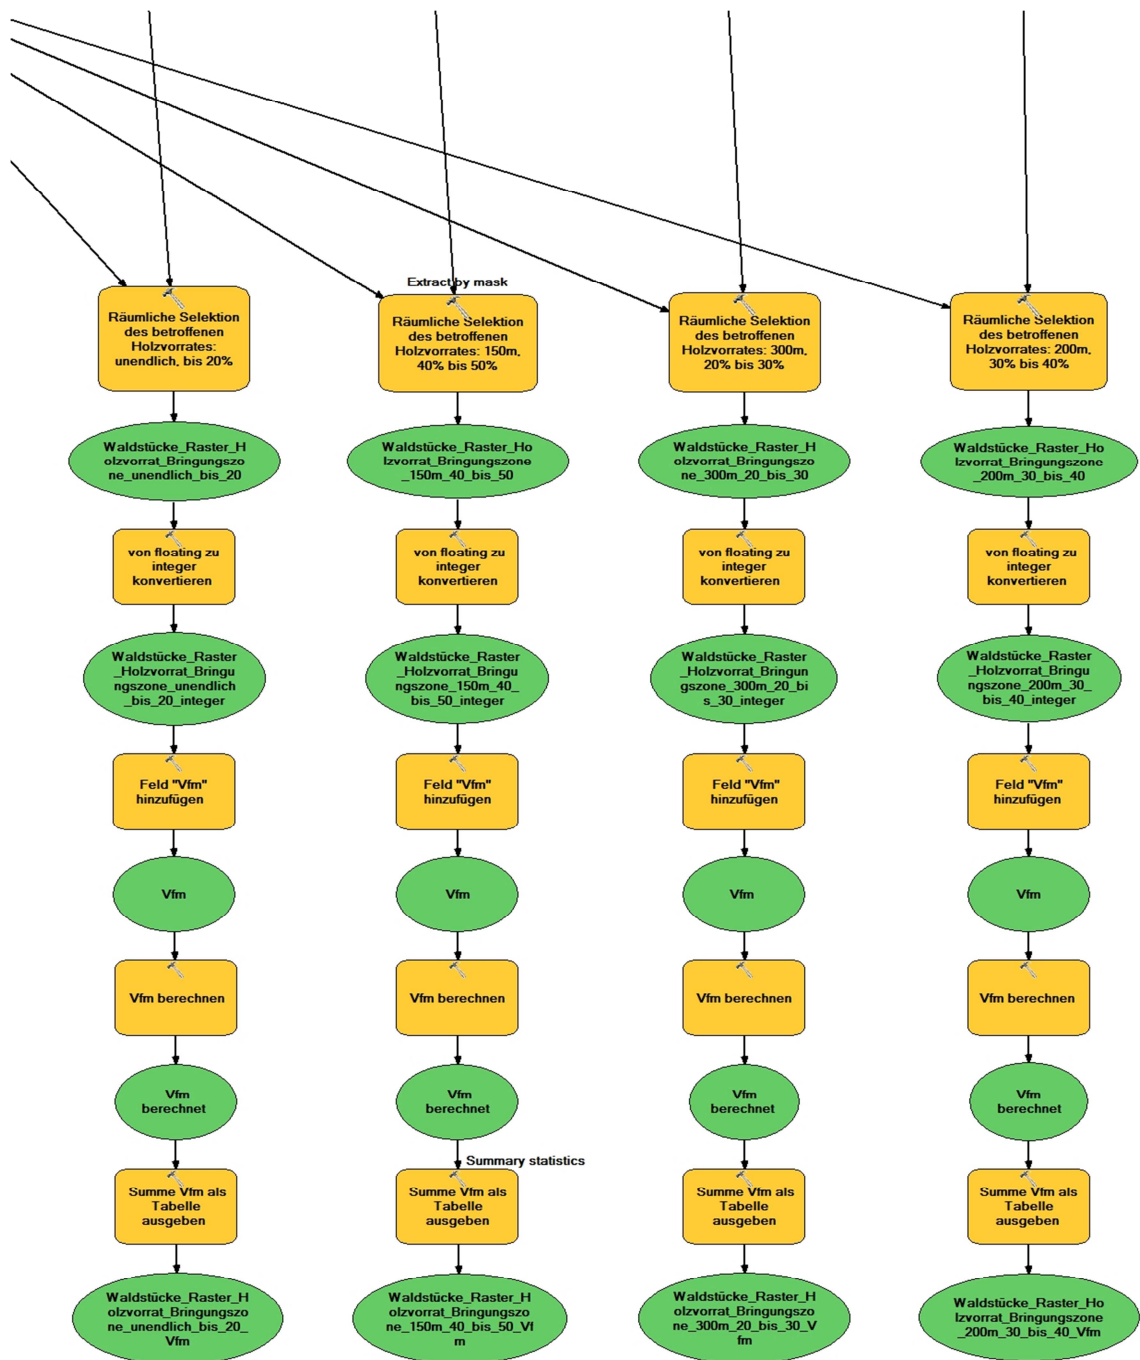 Extract by mask
Räumliche Selektion
des betroffenen
Holzvorrates:
unendlich, bis 20%
Räumliche Selektion
des betroffenen
Holzvorrates: 150m,
40% bis 50%
Räumliche Selektion
des betroffenen
Holzvorrates: 300m,
20% bis 30%
Räumliche Selektion
des betroffenen
Holzvorrates: 200m,
30% bis 40%
Waldstücke_Raster_H
olzvorrat_Bringungszo
ne_unendlich_bis_20
Waldstücke_Raster_Ho
lzvorrat_Bringungszone
_150m_40_bis_50
Waldstücke_Raster_H
olzvorrat_Bringungszo
ne_300m_20_bis_30
Waldstücke_Raster_Ho
lzvorrat_Bringungszone
_200m_30_bis_40
von floating zu
integer
konvertieren
von floating zu
integer
konvertieren
von floating zu
integer
konvertieren
von floating zu
integer
konvertieren
Waldstücke_Raster
_Holzvorrat_Bringu
ngszone_unendlich
_bis_20_integer
Waldstücke_Raster
_Holzvorrat_Bringu
ngszone_150m_40_
bis_50_integer
Waldstücke_Raster
_Holzvorrat_Bringun
gszone_300m_20_bi
s_30_integer
Waldstücke_Raster
_Holzvorrat_Bringu
ngszone_200m_30_
bis_40_integer
Feld "Vfm"
hinzufügen
Feld "Vfm"
hinzufügen
Feld "Vfm"
hinzufügen
Feld "Vfm"
hinzufügen
Vfm
Vfm
Vfm
Vfm
Vfm berechnen
Vfm berechnen
Vfm berechnen
Vfm berechnen
Vfm
berechnet
Vfm
berechnet
Vfm
berechnet
Vfm
berechnet
Summary statistics
Summe Vfm als
Tabelle
ausgeben
Summe Vfm als
Tabelle
ausgeben
Summe Vfm als
Tabelle
ausgeben
Summe Vfm als
Tabelle
ausgeben
Waldstücke_Raster_H
olzvorrat_Bringungszo
ne_unendlich_bis_20_
Vfm
Waldstücke_Raster_H
olzvorrat_Bringungszo
ne_150m_40_bis_50_Vf
m
Waldstücke_Raster_H
olzvorrat_Bringungszo
ne_300m_20_bis_30_V
fm
Waldstücke_Raster_Ho
lzvorrat_Bringungszone
_200m_30_bis_40_Vfm